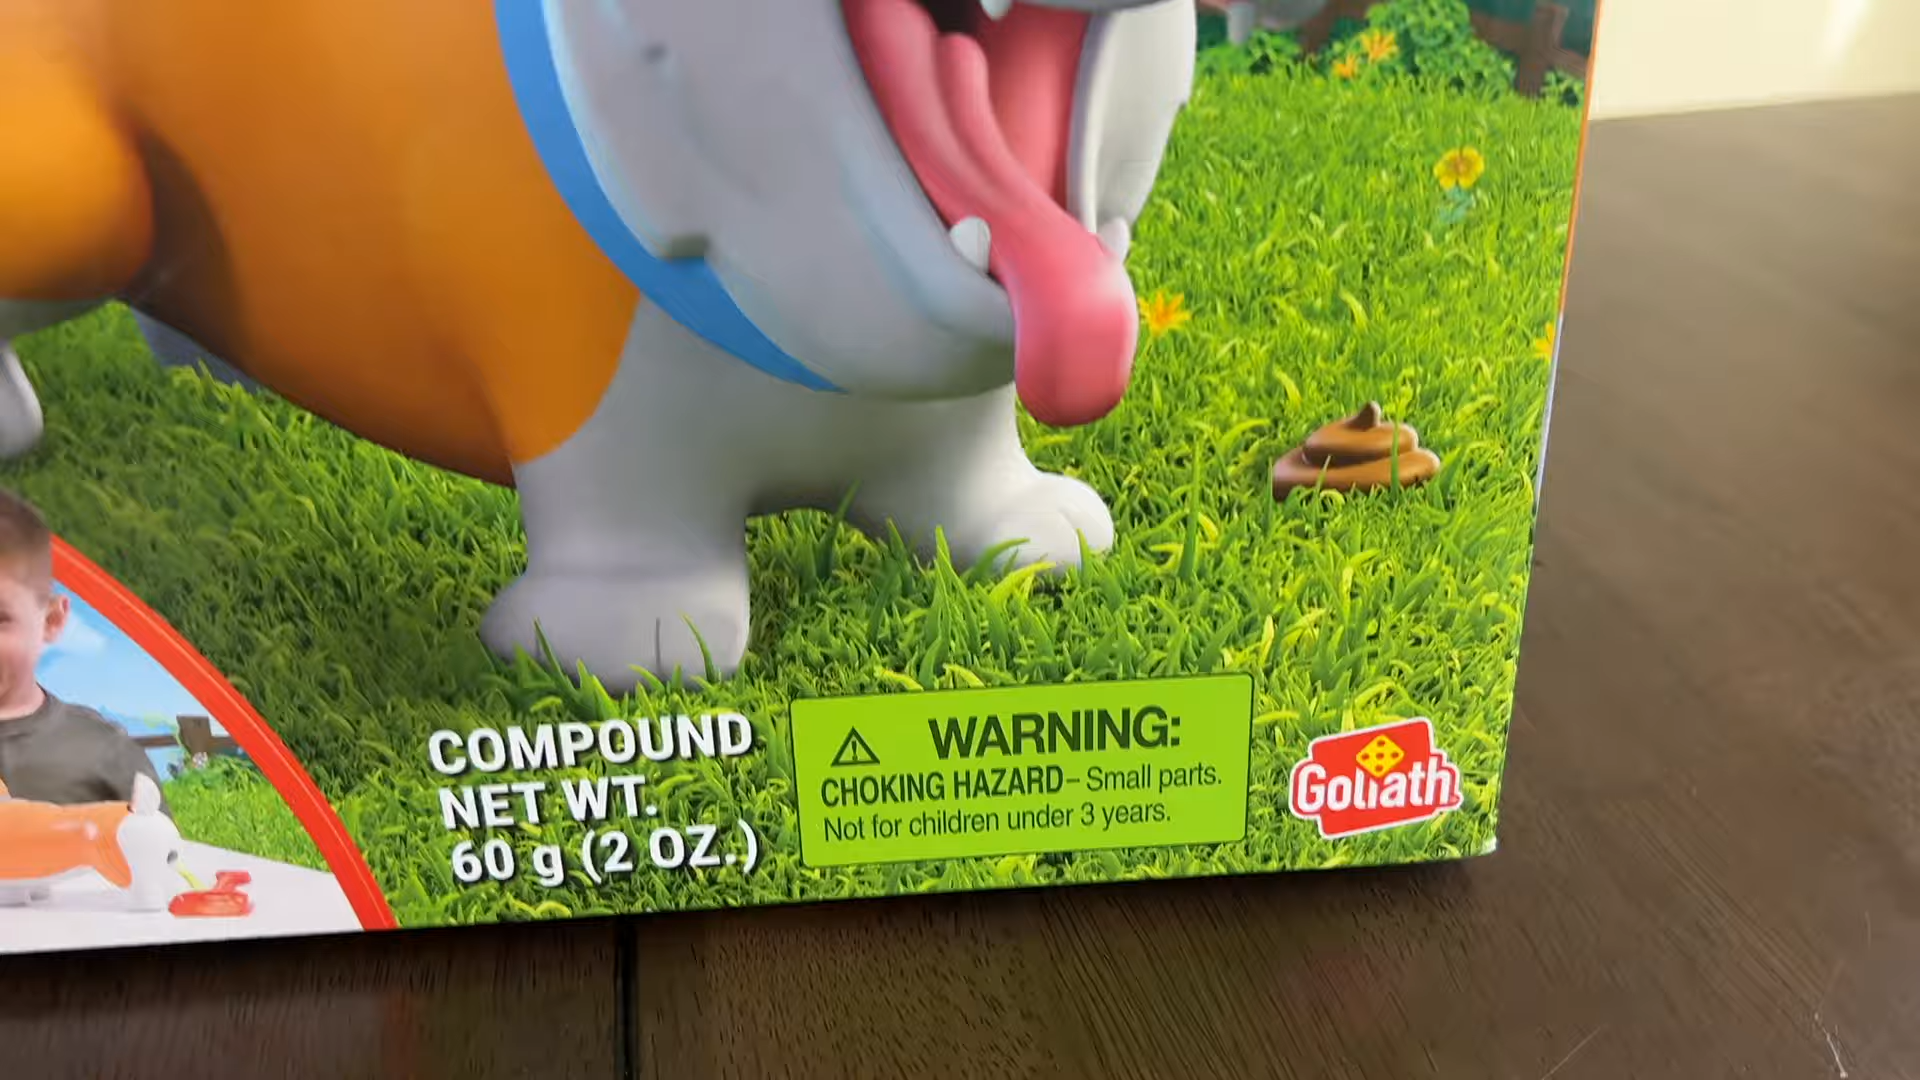 COMPOUND
NET WT.
60 g (2 OZ.)
WARNING:
CHOKING HAZARD – Small parts.
Not for children under 3 years.
Goliath